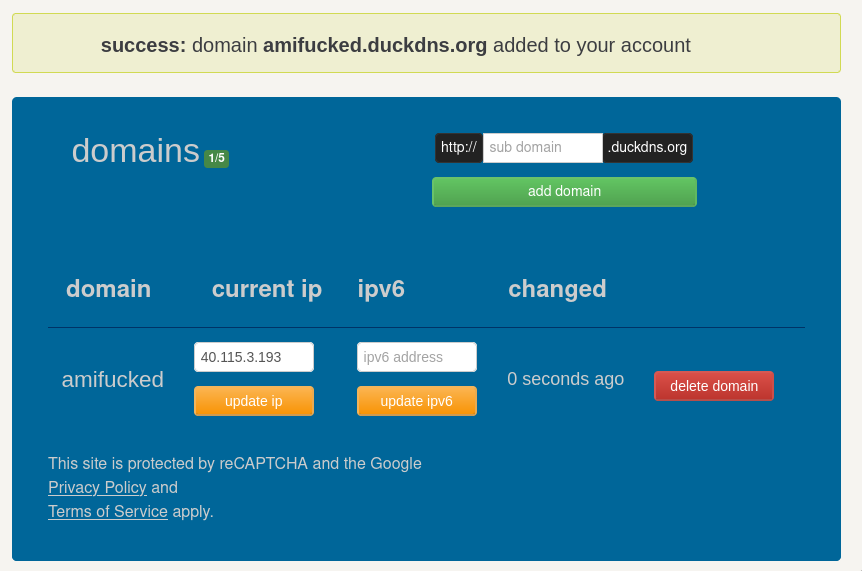 success: domain amifucked.duckdns.org added to your account
domains 1/5
http:// sub domain .duckdns.org
add domain
domain current ip ipv6 changed
amifucked 40.115.3.193 ipv6 address 0 seconds ago delete domain
update ip update ipv6
This site is protected by reCAPTCHA and the Google
Privacy Policy and
Terms of Service apply.